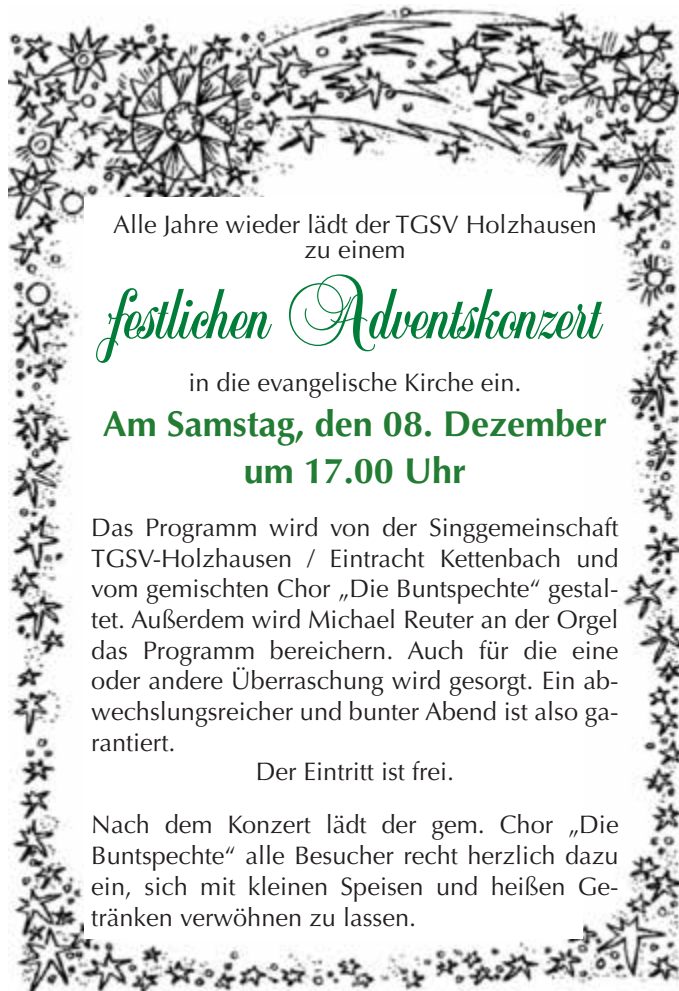 Alle Jahre wieder lädt der TGSV Holzhausen
zu einem
festlichen Adventskonzert
in die evangelische Kirche ein.
Am Samstag, den 08. Dezember
um 17.00 Uhr
Das Programm wird von der Singgemeinschaft
TGSV-Holzhausen / Eintracht Kettenbach und
vom gemischten Chor „Die Buntspechte“ gestal-
tet. Außerdem wird Michael Reuter an der Orgel
das Programm bereichern. Auch für die eine
oder andere Überraschung wird gesorgt. Ein ab-
wechslungsreicher und bunter Abend ist also ga-
rantiert.
Der Eintritt ist frei.
Nach dem Konzert lädt der gem. Chor „Die
Buntspechte“ alle Besucher recht herzlich dazu
ein, sich mit kleinen Speisen und heißen Ge-
tränken verwöhnen zu lassen.